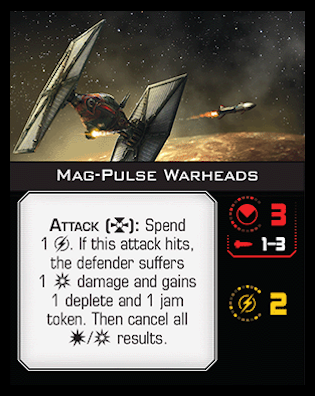 Mag-Pulse Warheads
Attack ( ): Spend
1 . If this attack hits,
the defender suffers
1 damage and gains
1 deplete and 1 jam
token. Then cancel all
/ results.
3
1-3
2